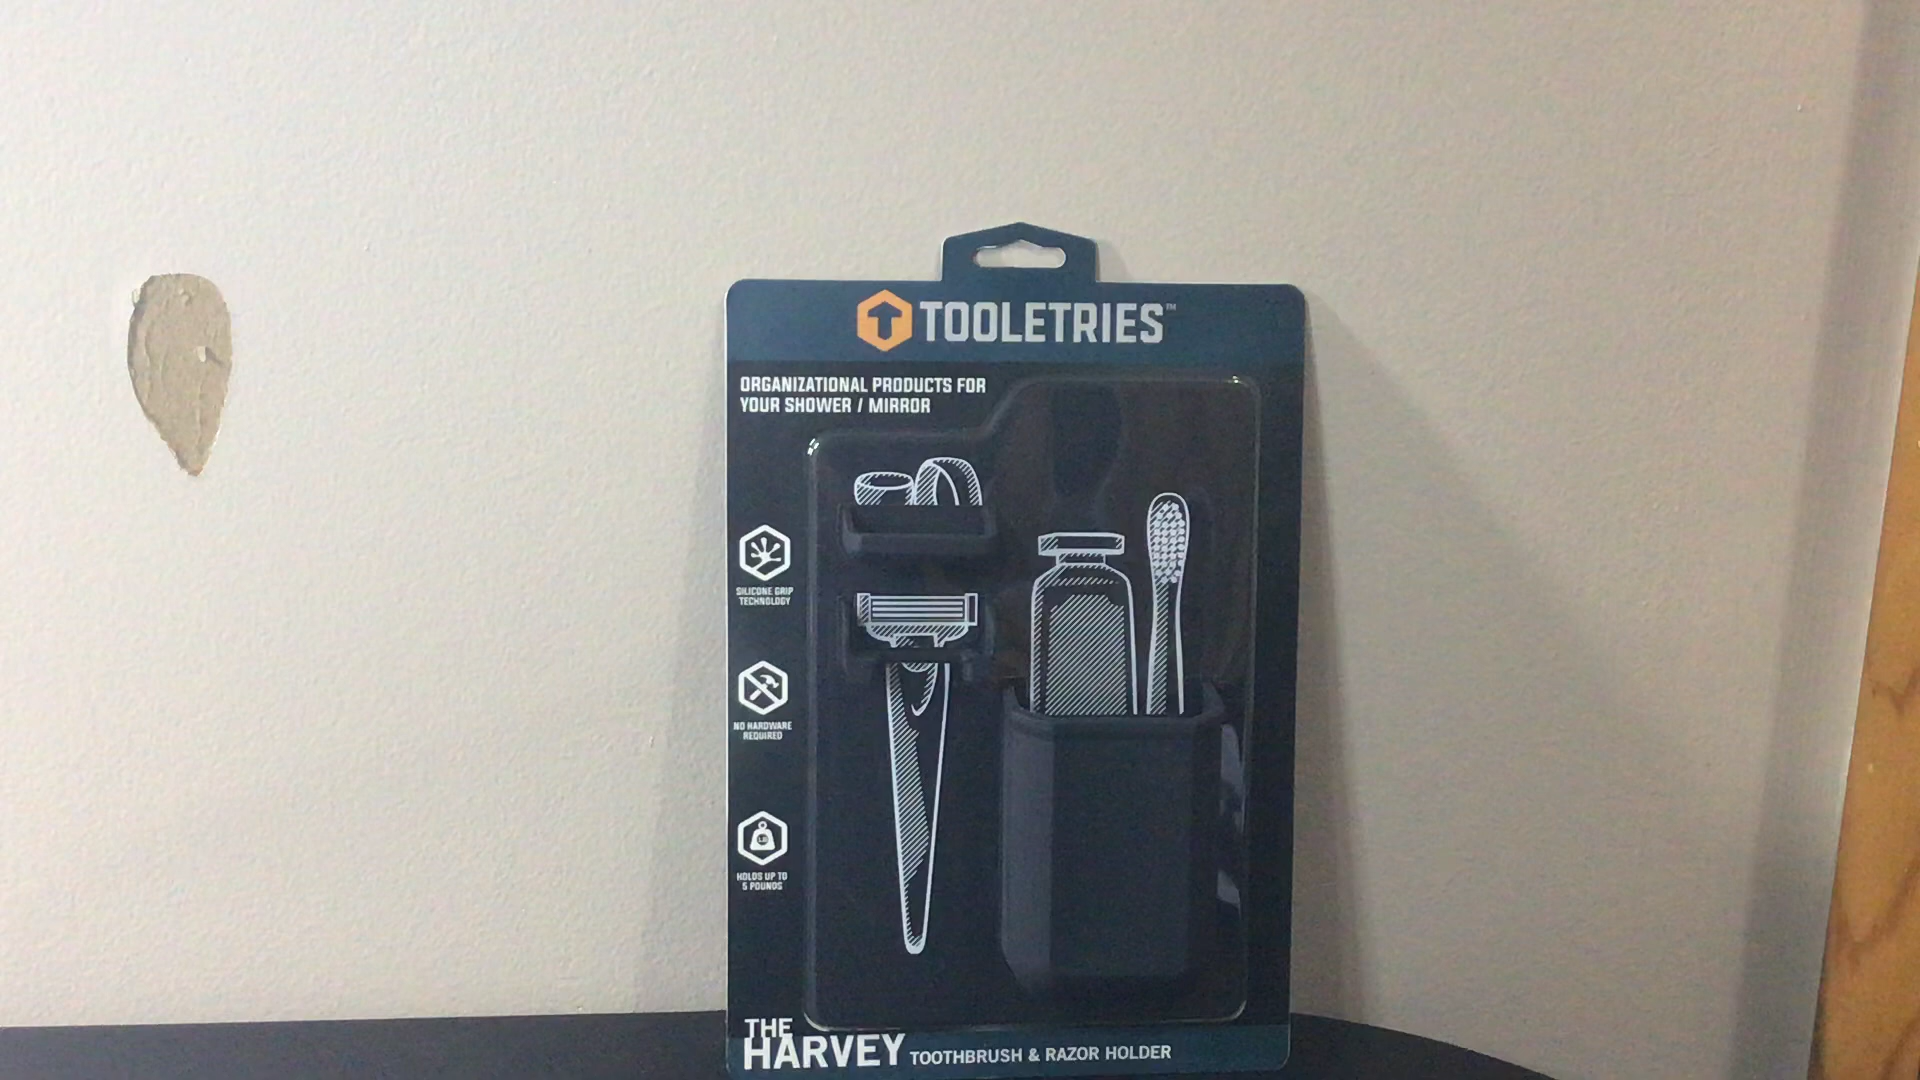 TOOLETRIES™
ORGANIZATIONAL PRODUCTS FOR
YOUR SHOWER / MIRROR
SILICONE GRIP
TECHNOLOGY
NO HARDWARE
REQUIRED
HOLDS UP TO
5 POUNDS
THE
HARVEY TOOTHBRUSH & RAZOR HOLDER